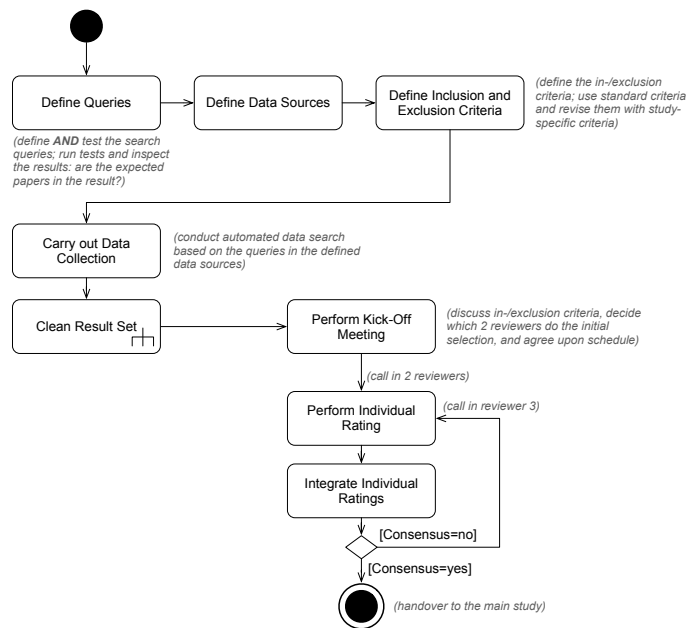 Define Queries
Define Data Sources
Define Inclusion and
Exclusion Criteria
(define the in-/exclusion
criteria; use standard criteria
and revise them with study-
specific criteria)
(define AND test the search
queries; run tests and inspect
the results: are the expected
papers in the result?)
Carry out Data
Collection
(conduct automated data search
based on the queries in the defined
data sources)
Clean Result Set
Perform Kick-Off
Meeting
(discuss in-/exclusion criteria, decide
which 2 reviewers do the initial
selection, and agree upon schedule)
(call in 2 reviewers)
Perform Individual
Rating
(call in reviewer 3)
Integrate Individual
Ratings
[Consensus=no]
[Consensus=yes]
(handover to the main study)